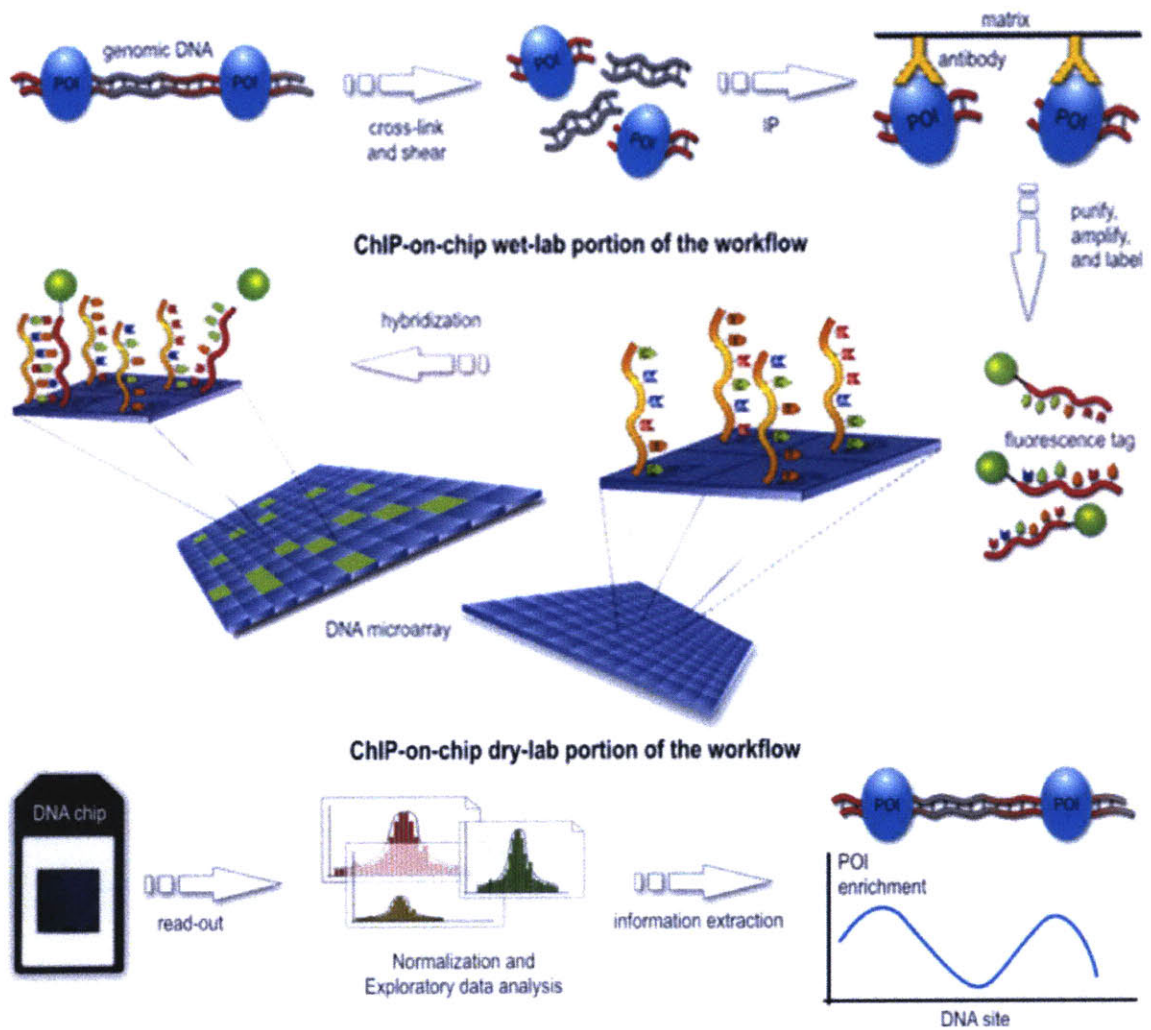 genomic DNA
POI
POI
cross-link
and shear
POI
POI
IP
matrix
antibody
POI
POI
purify,
amplify,
and label
ChIP-on-chip wet-lab portion of the workflow
hybridization
fluorescence tag
DNA microarray
ChIP-on-chip dry-lab portion of the workflow
DNA chip
read-out
Normalization and
Exploratory data analysis
information extraction
POI
POI
POI
enrichment
DNA site